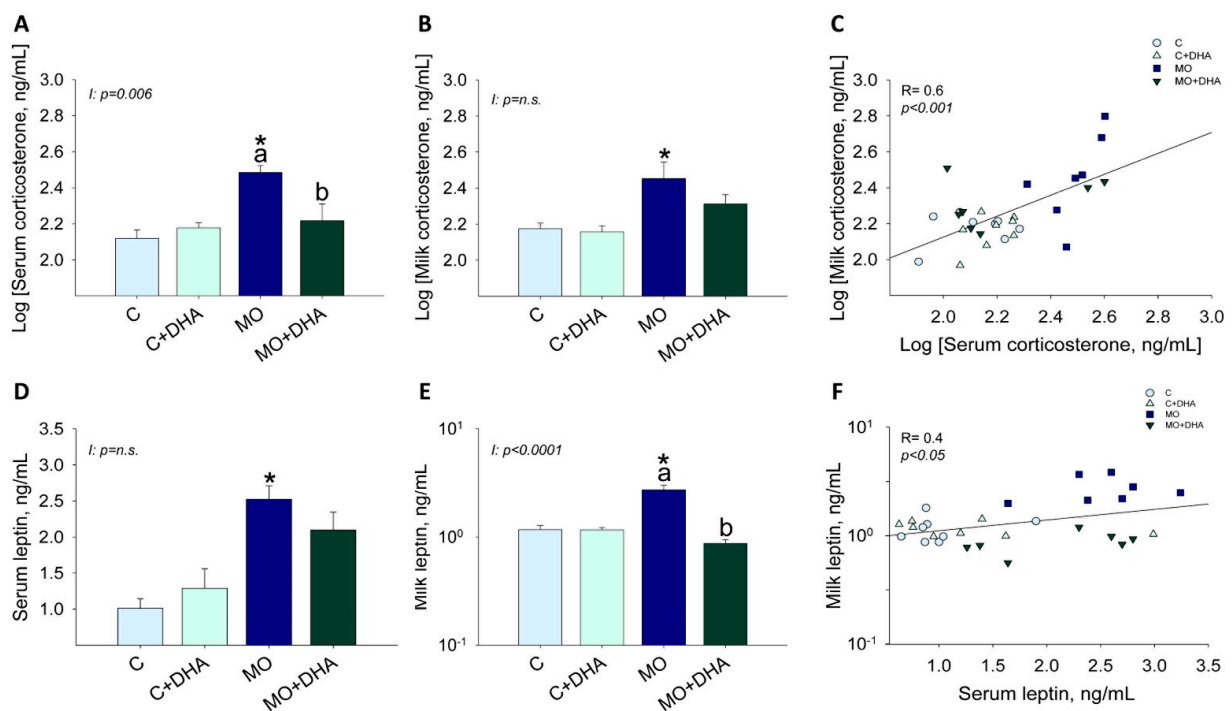 A
Log [Serum corticosterone, ng/mL]
3.0
2.8
2.6
2.4
2.2
2.0
I: p=0.006
*
a
b
C
C+DHA
MO
MO+DHA
B
Log [Milk corticosterone, ng/mL]
3.0
2.8
2.6
2.4
2.2
2.0
I: p=n.s.
*
C
C+DHA
MO
MO+DHA
C
Log [Milk corticosterone, ng/mL]
3.0
2.8
2.6
2.4
2.2
2.0
R= 0.6
p<0.001
C
C+DHA
MO
MO+DHA
2.0 2.2 2.4 2.6 2.8 3.0
Log [Serum corticosterone, ng/mL]
D
Serum leptin, ng/mL
3.5
3.0
2.5
2.0
1.5
1.0
I: p=n.s.
*
C
C+DHA
MO
MO+DHA
E
Milk leptin, ng/mL
10¹
10⁰
10⁻¹
I: p<0.0001
*
a
b
C
C+DHA
MO
MO+DHA
F
Milk leptin, ng/mL
10¹
10⁰
10⁻¹
R= 0.4
p<0.05
C
C+DHA
MO
MO+DHA
1.0 1.5 2.0 2.5 3.0 3.5
Serum leptin, ng/mL